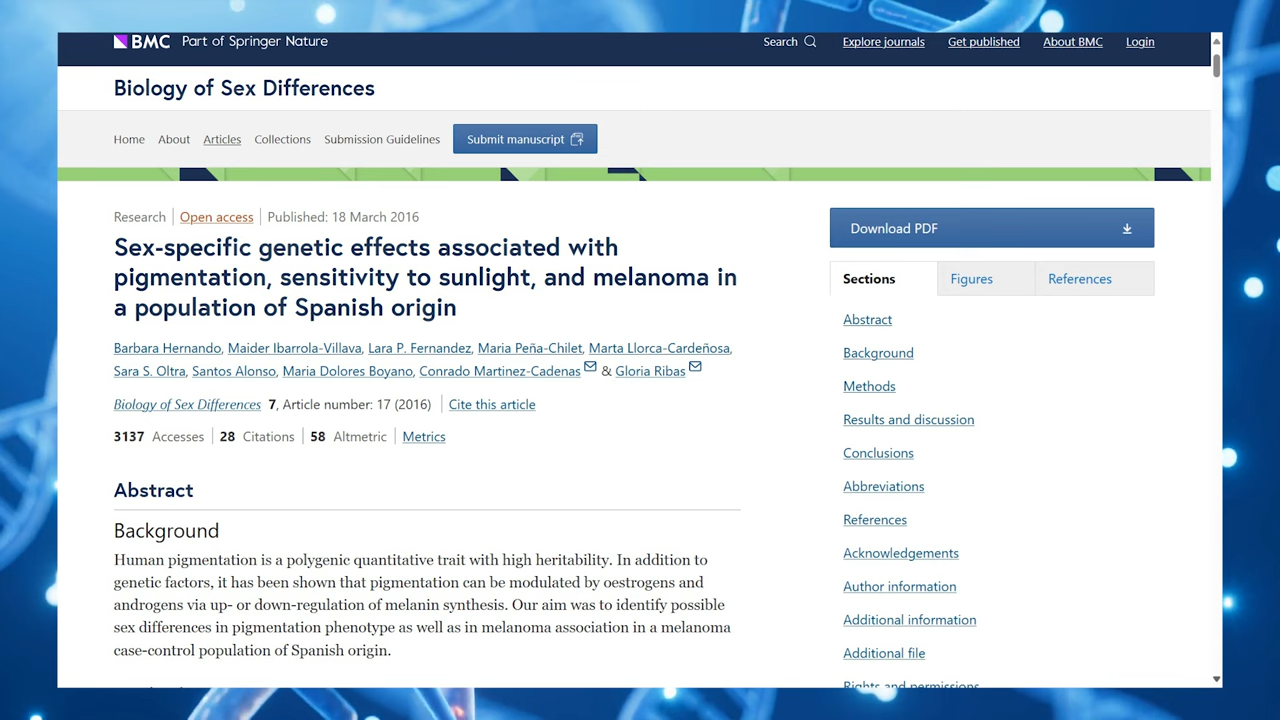 BMC Part of Springer Nature
Search Explore journals Get published About BMC Login
Biology of Sex Differences
Home About Articles Collections Submission Guidelines Submit manuscript
Research Open access Published: 18 March 2016
Sex-specific genetic effects associated with
pigmentation, sensitivity to sunlight, and melanoma in
a population of Spanish origin
Barbara Hernando, Maider Ibarrola-Villava, Lara P. Fernandez, Maria Peña-Chilet, Marta Llorca-Cardeñosa,
Sara S. Oltra, Santos Alonso, Maria Dolores Boyano, Conrado Martinez-Cadenas & Gloria Ribas
Biology of Sex Differences 7, Article number: 17 (2016) Cite this article
3137 Accesses 28 Citations 58 Altmetric Metrics
Abstract
Background
Human pigmentation is a polygenic quantitative trait with high heritability. In addition to
genetic factors, it has been shown that pigmentation can be modulated by oestrogens and
androgens via up- or down-regulation of melanin synthesis. Our aim was to identify possible
sex differences in pigmentation phenotype as well as in melanoma association in a melanoma
case-control population of Spanish origin.
Download PDF
Sections Figures References
Abstract
Background
Methods
Results and discussion
Conclusions
Abbreviations
References
Acknowledgements
Author information
Additional information
Additional file
Rights and permissions